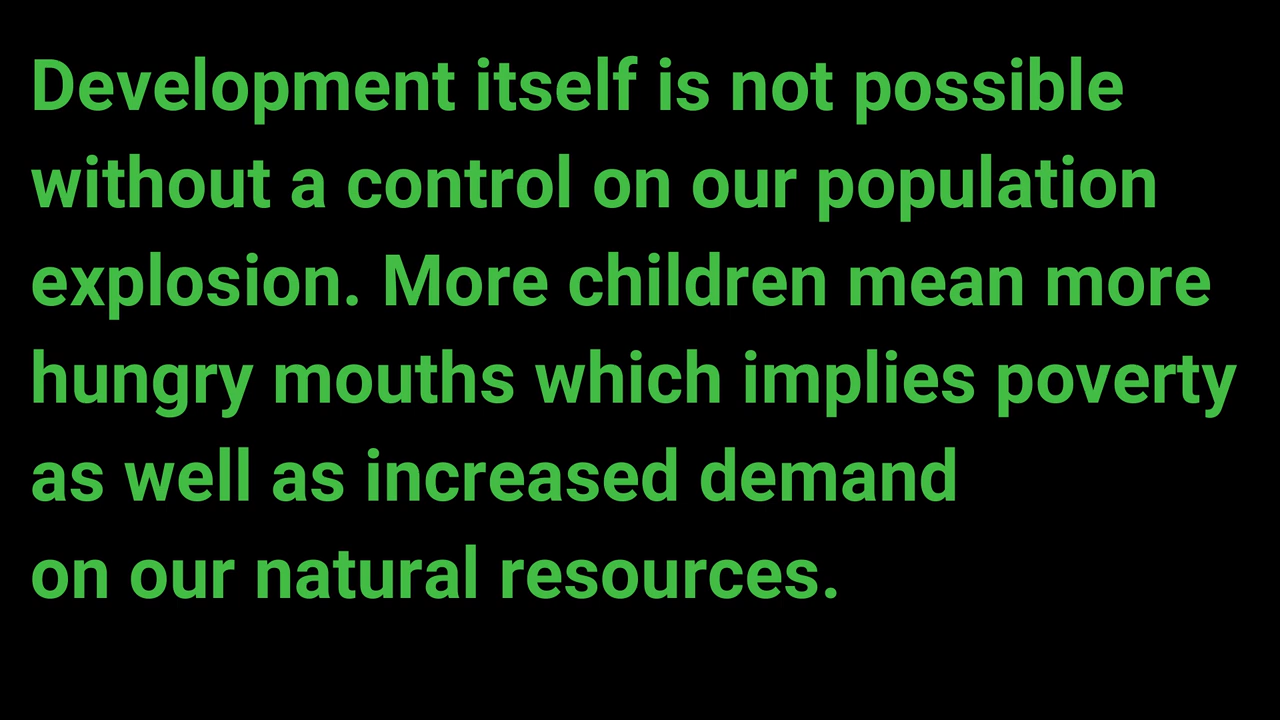 Development itself is not possible
without a control on our population
explosion. More children mean more
hungry mouths which implies poverty
as well as increased demand
on our natural resources.